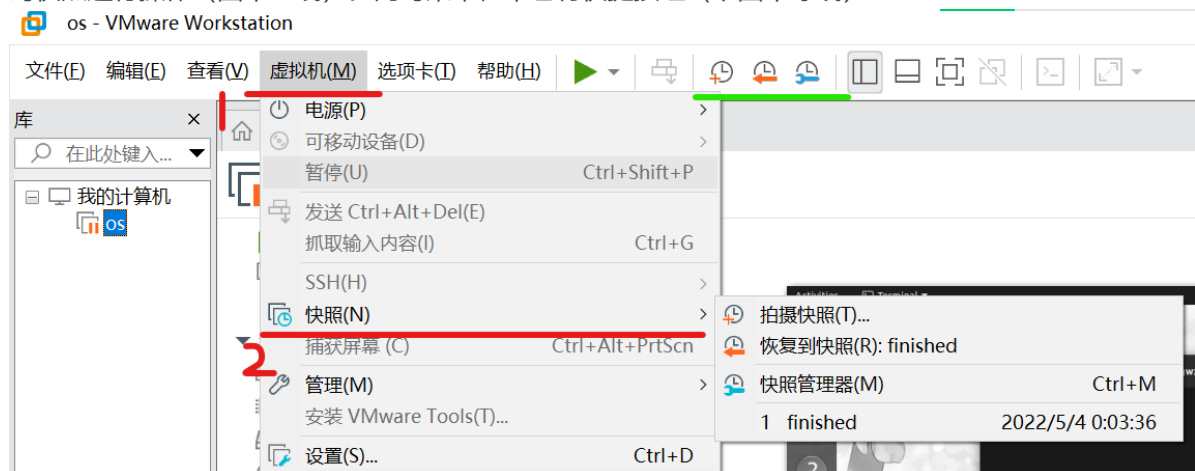 os - VMware Workstation
文件(F) 编辑(E) 查看(V) 虚拟机(M) 选项卡(T) 帮助(H)
库 ×
在此处键入...
我的计算机
os
1
电源(P)
可移动设备(D)
暂停(U) Ctrl+Shift+P
发送 Ctrl+Alt+Del(E)
抓取输入内容(I) Ctrl+G
SSH(H)
快照(N)
2
捕获屏幕 (C) Ctrl+Alt+PrtScn
管理(M)
安装 VMware Tools(T)...
设置(S)... Ctrl+D
拍摄快照(T)...
恢复到快照(R): finished
快照管理器(M) Ctrl+M
1 finished 2022/5/4 0:03:36
2